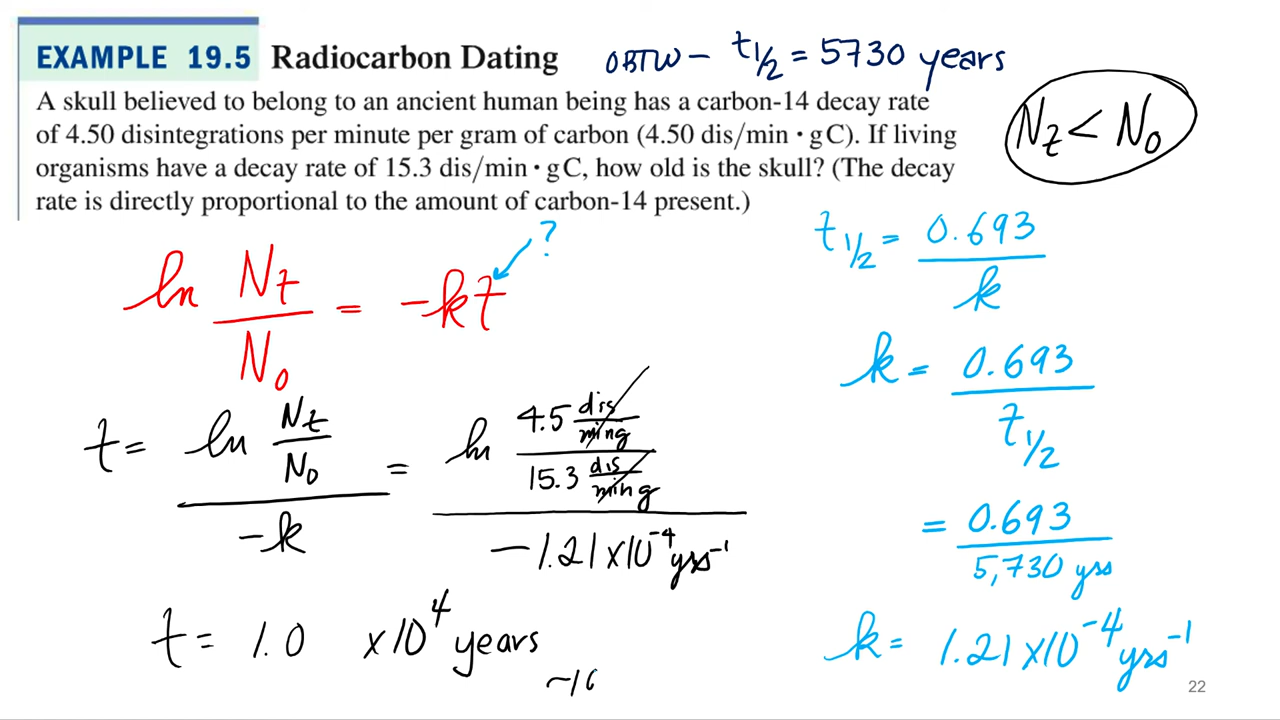 EXAMPLE 19.5 Radiocarbon Dating OBTW – t1/2 = 5730 years
A skull believed to belong to an ancient human being has a carbon-14 decay rate
of 4.50 disintegrations per minute per gram of carbon (4.50 dis/min · g C). If living
organisms have a decay rate of 15.3 dis/min · g C, how old is the skull? (The decay
rate is directly proportional to the amount of carbon-14 present.)
Nt < N0
ln Nt/N0 = -kt
?
t = ln Nt/N0 / -k = ln 4.5 dis/min g / 15.3 dis/min g / -1.21 x10^-4 yrs^-1
t = 1.0 x10^4 years
~10
t1/2 = 0.693/k
k = 0.693/t1/2
= 0.693/5,730 yrs
k = 1.21 x10^-4 yrs^-1
22